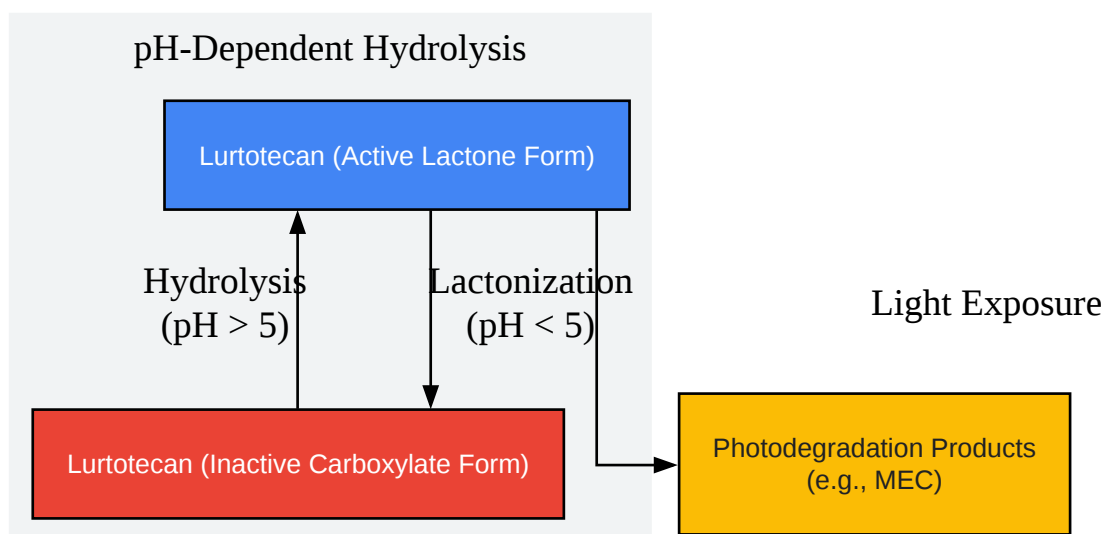 pH-Dependent Hydrolysis
Lurtotecan (Active Lactone Form)
Hydrolysis
(pH > 5)
Lactonization
(pH < 5)
Light Exposure
Lurtotecan (Inactive Carboxylate Form)
Photodegradation Products
(e.g., MEC)